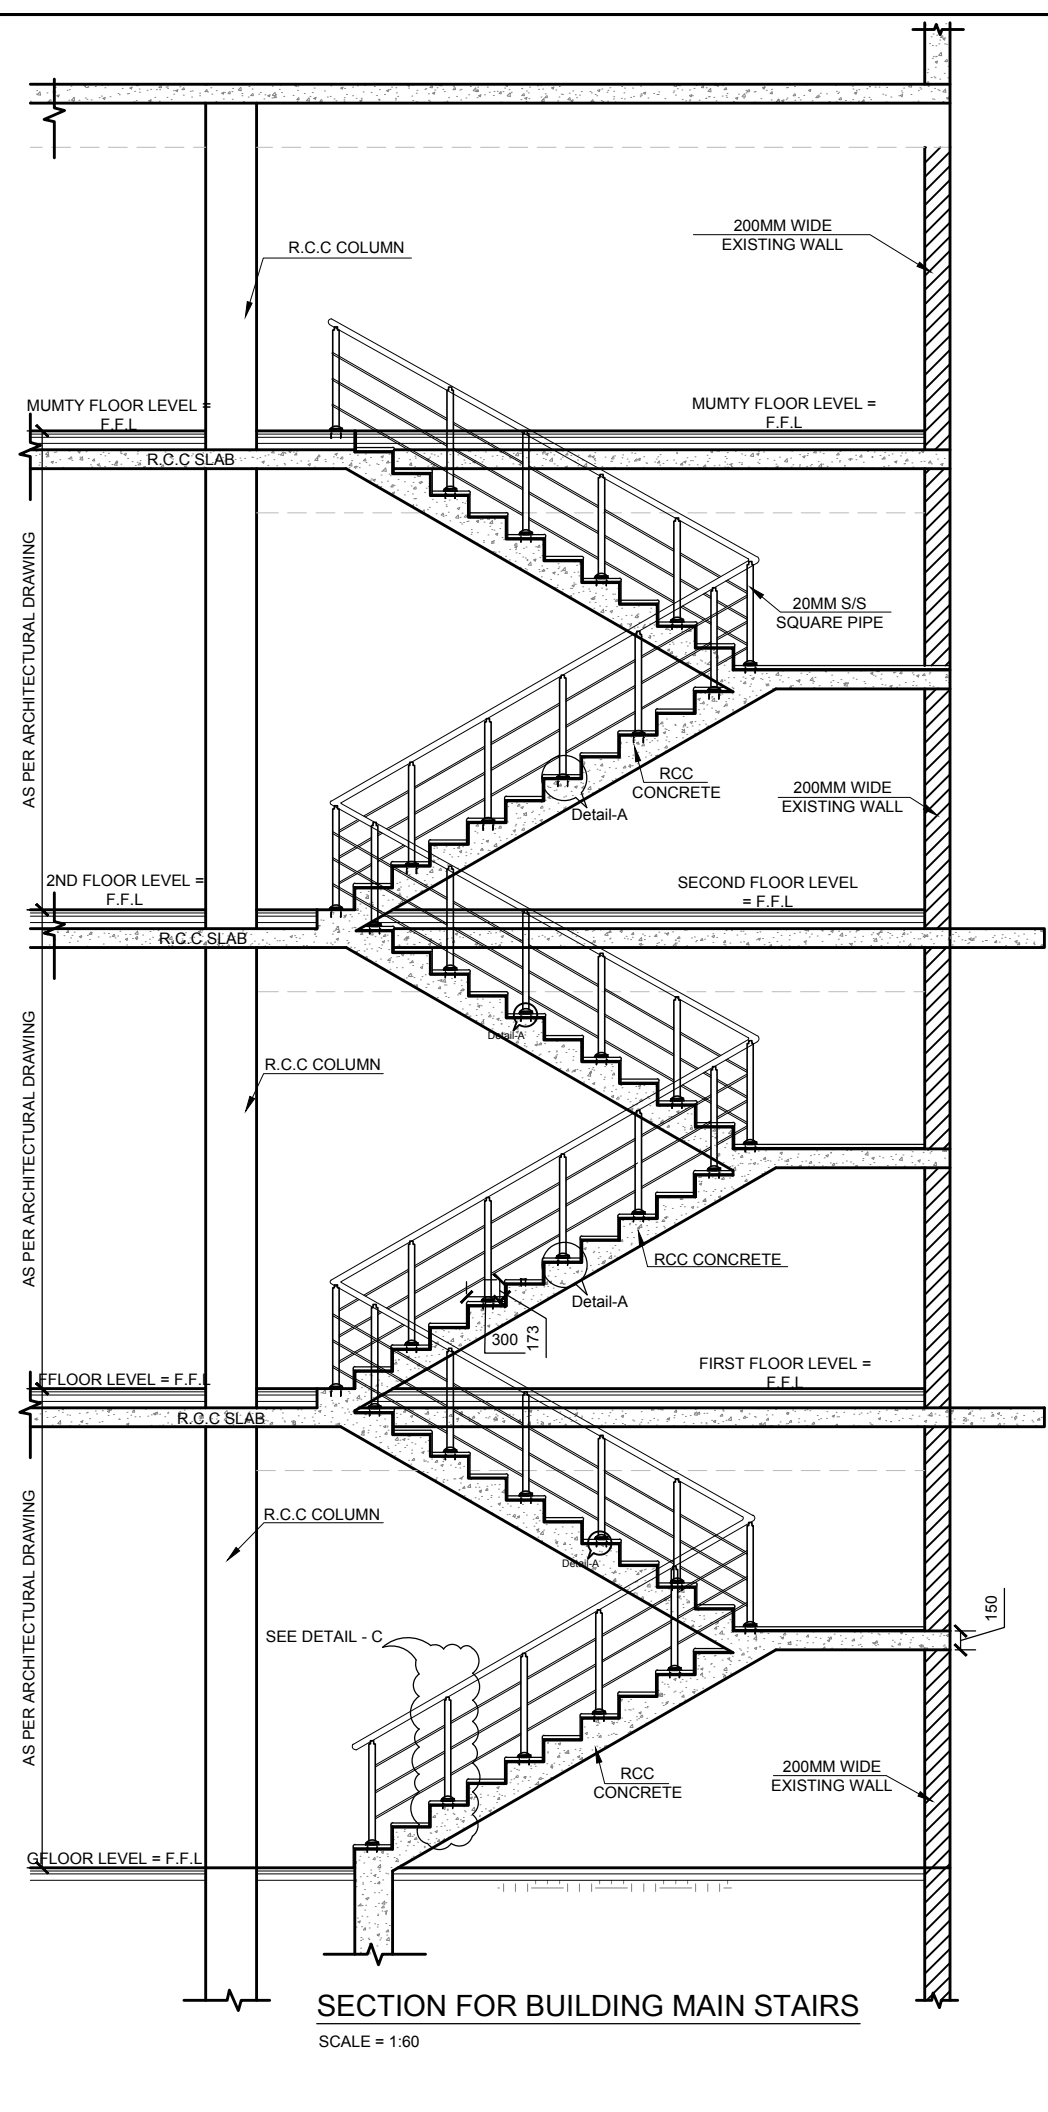 200MM WIDE
EXISTING WALL
R.C.C COLUMN
MUMTY FLOOR LEVEL =
F.F.L
MUMTY FLOOR LEVEL =
F.F.L
R.C.C SLAB
AS PER ARCHITECTURAL DRAWING
20MM S/S
SQUARE PIPE
RCC
CONCRETE
Detail-A
200MM WIDE
EXISTING WALL
2ND FLOOR LEVEL =
F.F.L
SECOND FLOOR LEVEL
= F.F.L
R.C.C SLAB
AS PER ARCHITECTURAL DRAWING
Detail-A
R.C.C COLUMN
RCC CONCRETE
Detail-A
300
173
FFLOOR LEVEL = F.F.L
FIRST FLOOR LEVEL =
F.F.L
R.C.C SLAB
AS PER ARCHITECTURAL DRAWING
R.C.C COLUMN
Detail-A
150
SEE DETAIL - C
RCC
CONCRETE
200MM WIDE
EXISTING WALL
GFLOOR LEVEL = F.F.L
SECTION FOR BUILDING MAIN STAIRS
SCALE = 1:60